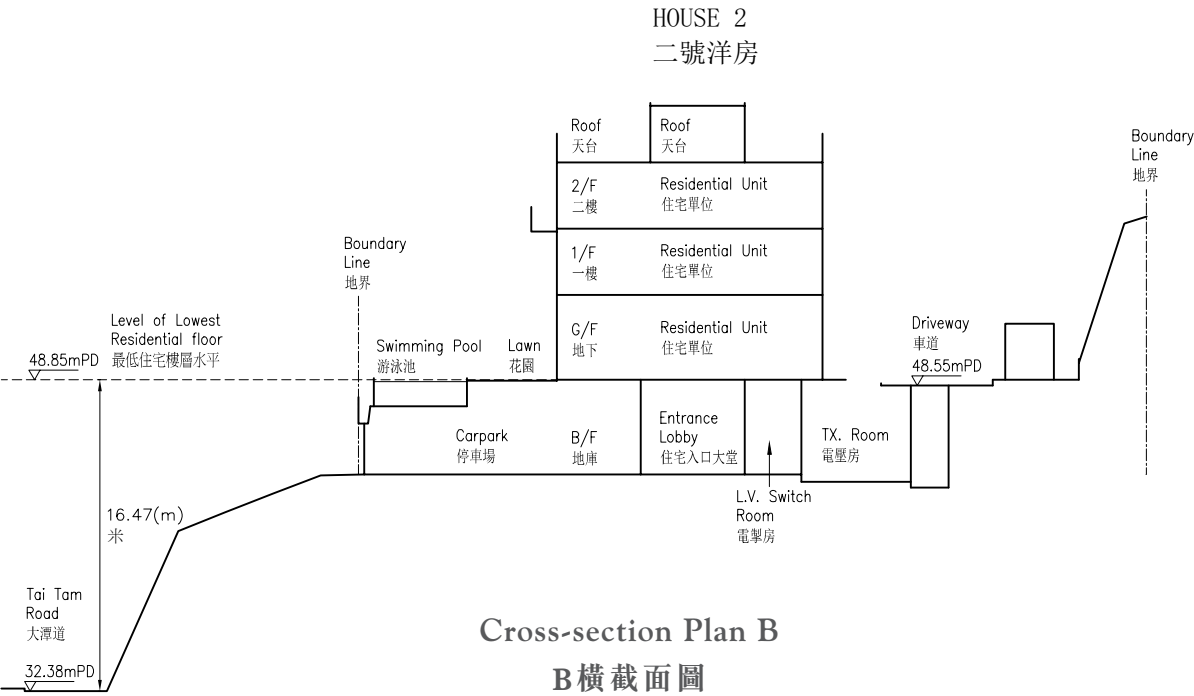 HOUSE 2
二號洋房
Roof
天台
Roof
天台
2/F
二樓
Residential Unit
住宅單位
1/F
一樓
Residential Unit
住宅單位
G/F
地下
Residential Unit
住宅單位
Boundary
Line
地界
Boundary
Line
地界
Level of Lowest
Residential floor
最低住宅樓層水平
48.85mPD
Swimming Pool
游泳池
Lawn
花園
Driveway
車道
48.55mPD
Carpark
停車場
B/F
地庫
Entrance
Lobby
住宅入口大堂
TX. Room
電壓房
L.V. Switch
Room
電掣房
16.47(m)
米
Tai Tam
Road
大潭道
32.38mPD
Cross-section Plan B
B橫截面圖